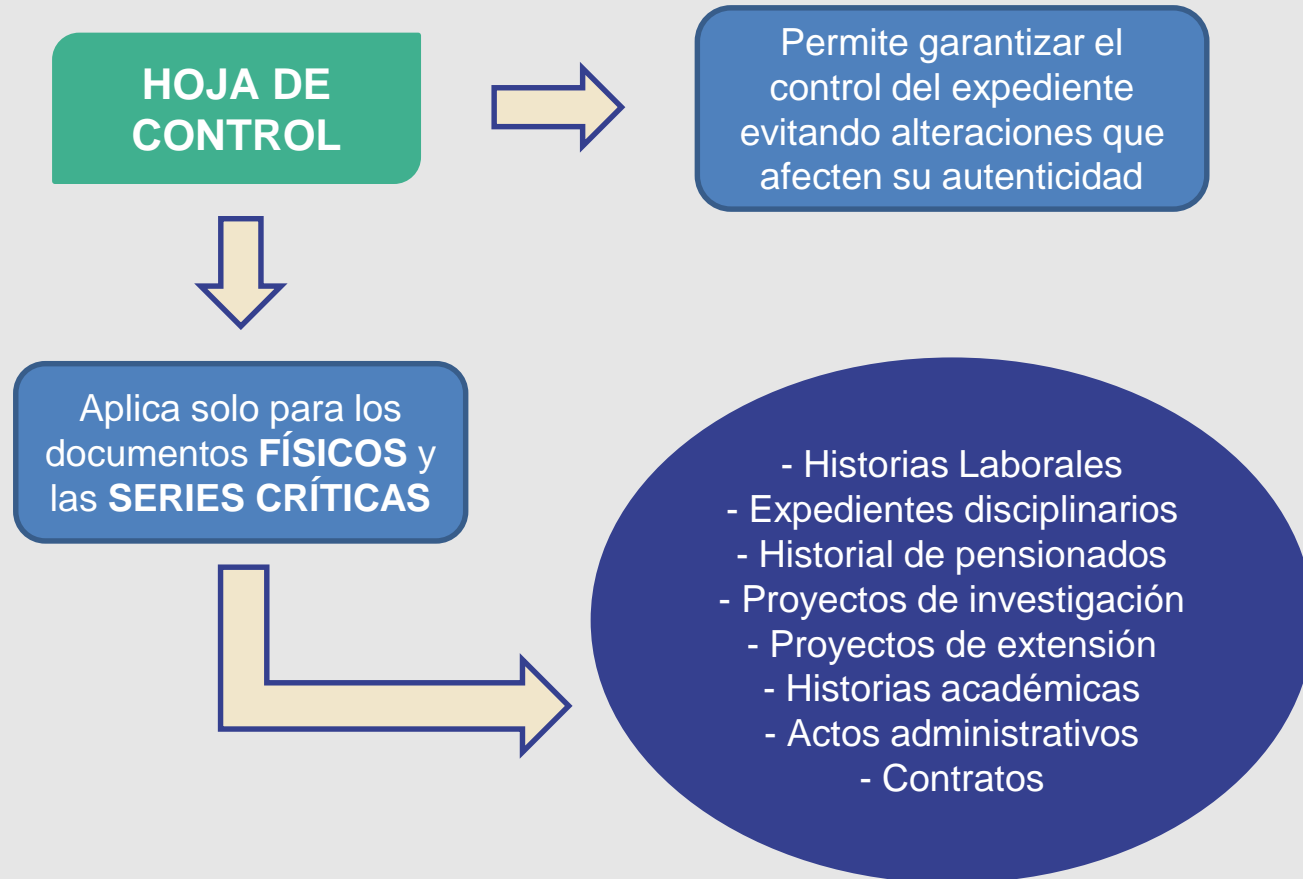 HOJA DE
CONTROL
Permite garantizar el
control del expediente
evitando alteraciones que
afecten su autenticidad
Aplica solo para los
documentos FÍSICOS y
las SERIES CRÍTICAS
- Historias Laborales
- Expedientes disciplinarios
- Historial de pensionados
- Proyectos de investigación
- Proyectos de extensión
- Historias académicas
- Actos administrativos
- Contratos